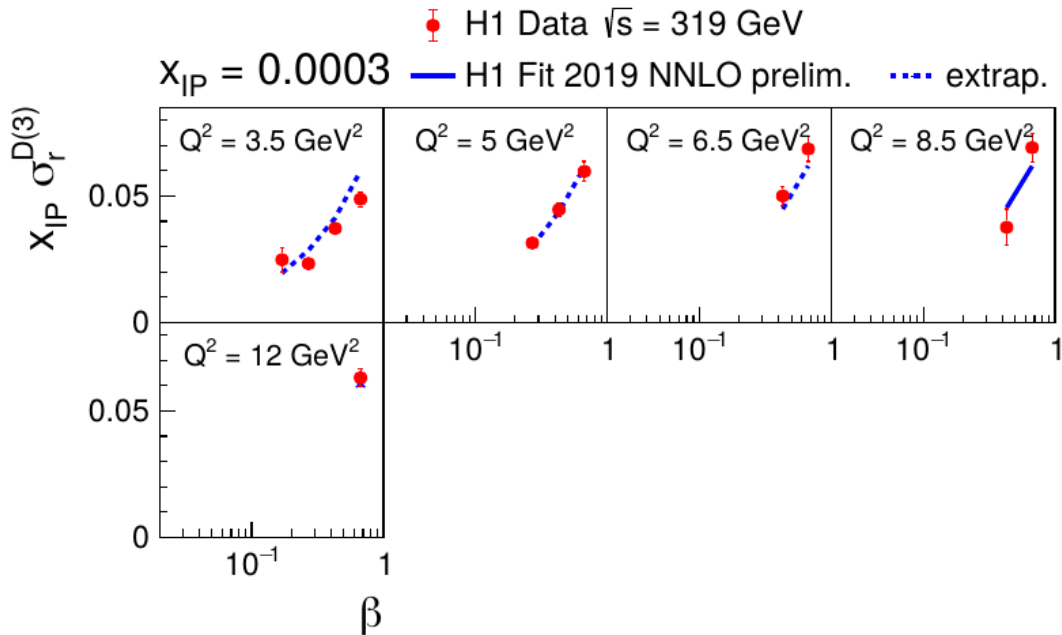 H1 Data √s = 319 GeV
x_IP = 0.0003
H1 Fit 2019 NNLO prelim.
extrap.
x_IP σ_r^D(3)
Q² = 3.5 GeV²
Q² = 5 GeV²
Q² = 6.5 GeV²
Q² = 8.5 GeV²
0.05
0
10⁻¹ 1 10⁻¹ 1 10⁻¹ 1
Q² = 12 GeV²
0.05
0
10⁻¹ 1
β